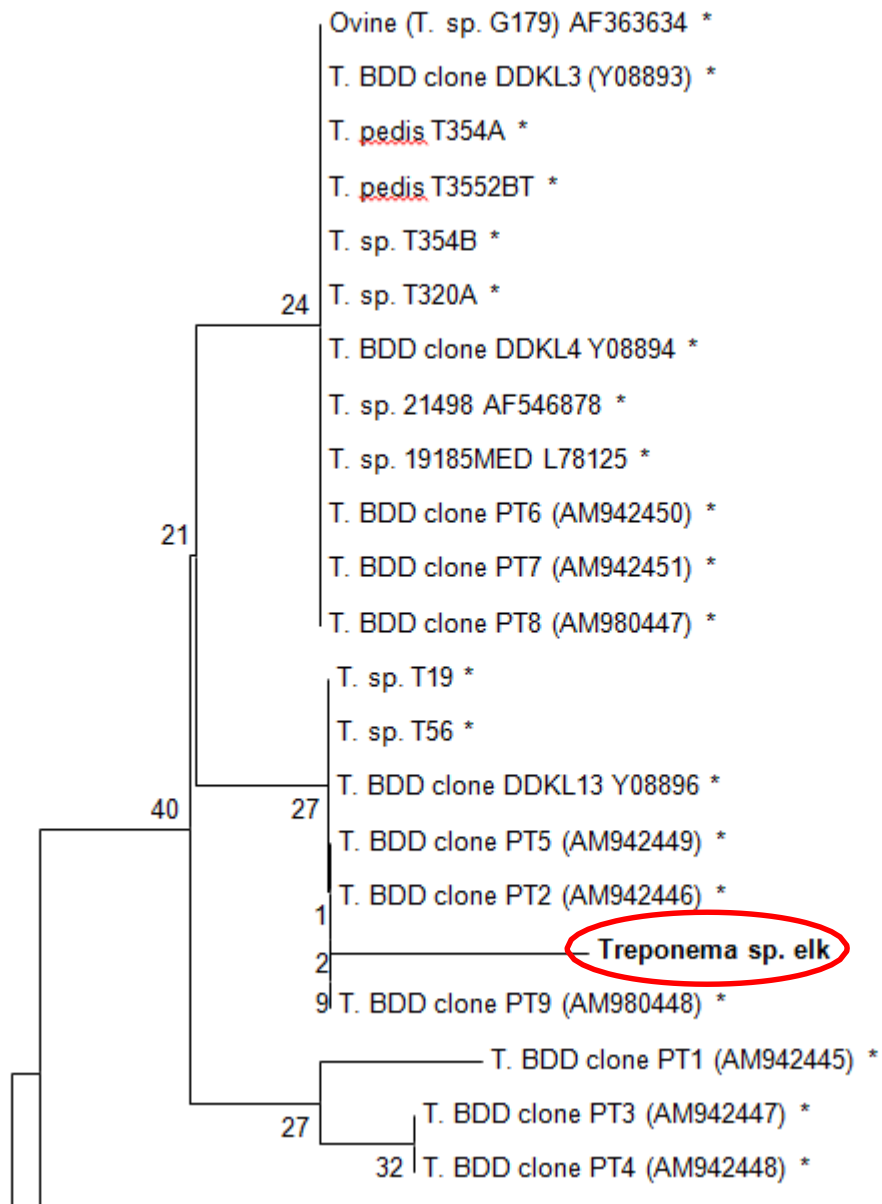 Ovine (T. sp. G179) AF363634 *
T. BDD clone DDKL3 (Y08893) *
T. pedis T354A *
T. pedis T3552BT *
T. sp. T354B *
T. sp. T320A *
24
T. BDD clone DDKL4 Y08894 *
T. sp. 21498 AF546878 *
T. sp. 19185MED L78125 *
T. BDD clone PT6 (AM942450) *
21
T. BDD clone PT7 (AM942451) *
T. BDD clone PT8 (AM980447) *
T. sp. T19 *
T. sp. T56 *
T. BDD clone DDKL13 Y08896 *
40
27
T. BDD clone PT5 (AM942449) *
T. BDD clone PT2 (AM942446) *
1
Treponema sp. elk
2
9 T. BDD clone PT9 (AM980448) *
T. BDD clone PT1 (AM942445) *
T. BDD clone PT3 (AM942447) *
27
32 T. BDD clone PT4 (AM942448) *